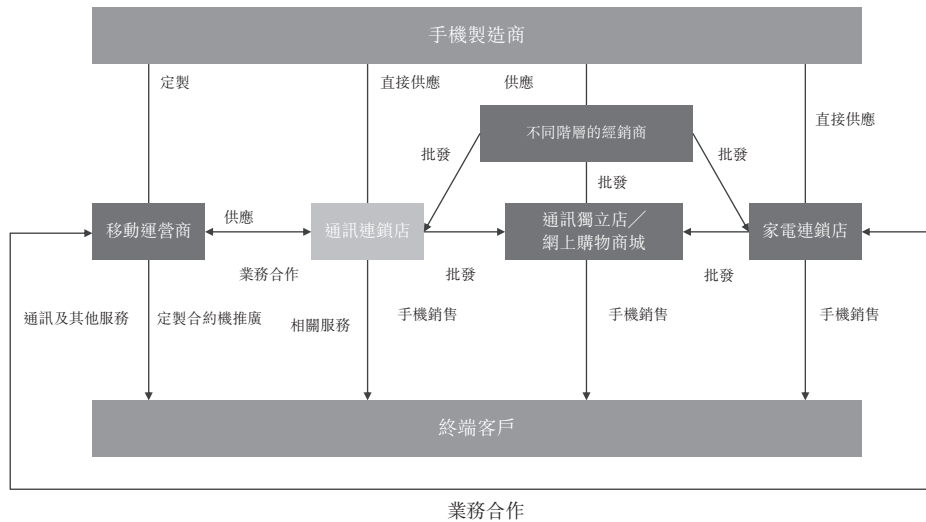 手機製造商
定製
直接供應
供應
不同階層的經銷商
直接供應
批發
批發
批發
移動運營商
供應
通訊連鎖店
通訊獨立店／
網上購物商城
家電連鎖店
業務合作
批發
批發
通訊及其他服務
定製合約機推廣
相關服務
手機銷售
手機銷售
手機銷售
終端客戶
業務合作